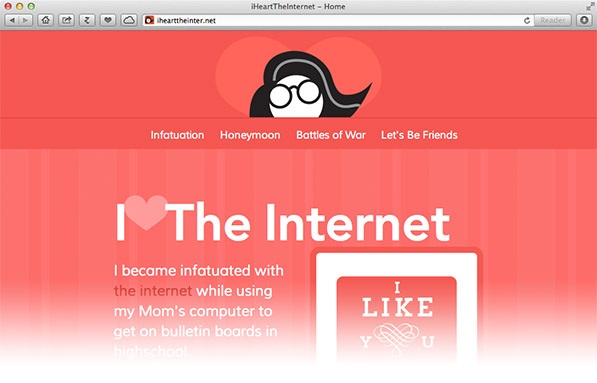 iHeartTheInternet – Home
ihearttheinter.net
Reader
Infatuation Honeymoon Battles of War Let's Be Friends
I The Internet
I became infatuated with
the internet while using
my Mom's computer to
get on bulletin boards in
highschool.
I
LIKE
Y U